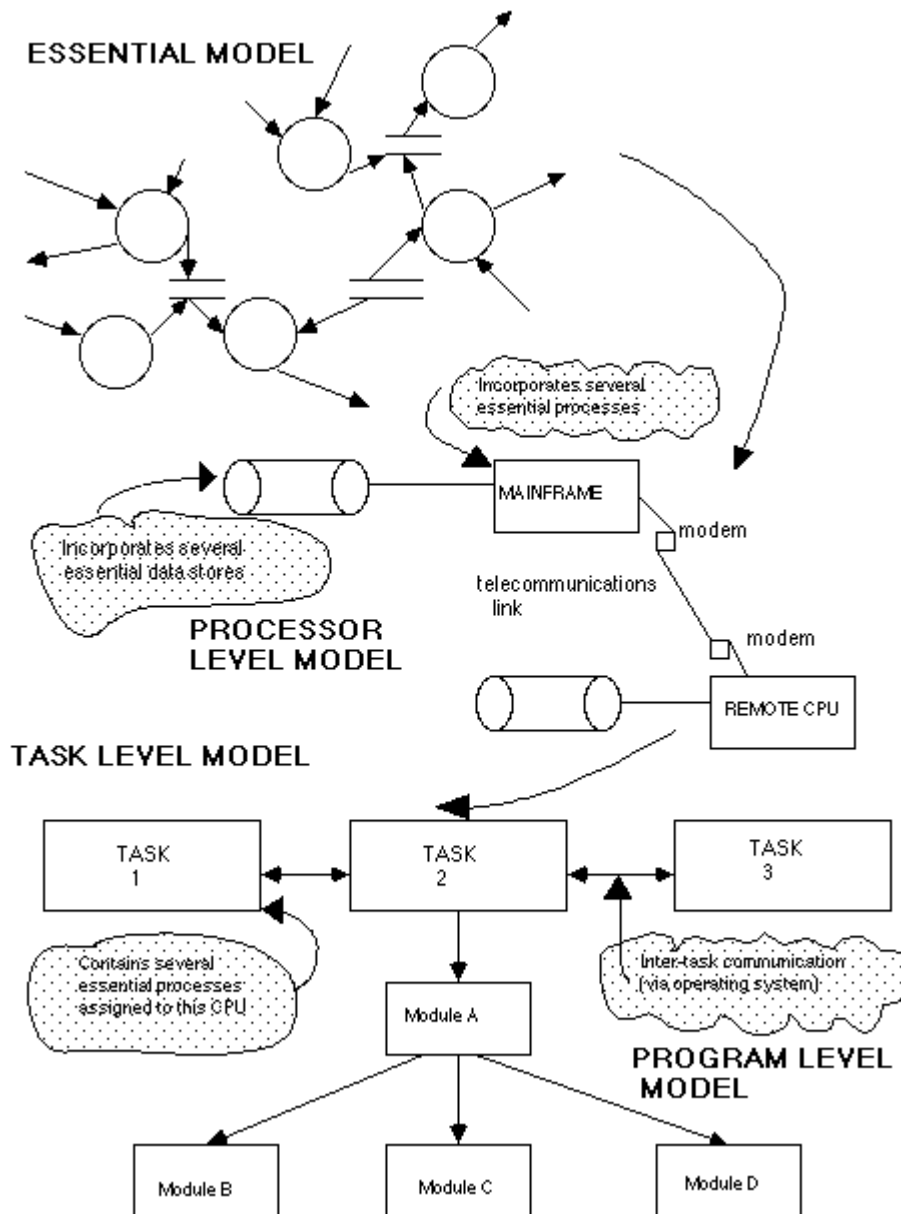 ESSENTIAL MODEL
Incorporates several
essential processes
MAINFRAME
modem
Incorporates several
essential data stores
telecommunications
link
PROCESSOR
LEVEL MODEL
modem
REMOTE CPU
TASK LEVEL MODEL
TASK
1
TASK
2
TASK
3
Contains several
essential processes
assigned to this CPU
Inter-task communication
(via operating system)
Module A
PROGRAM LEVEL
MODEL
Module B
Module C
Module D